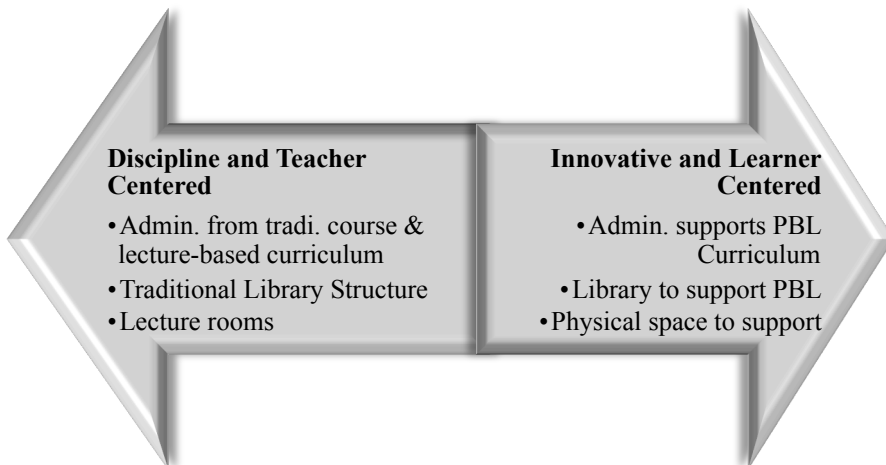 Discipline and Teacher
Centered
•Admin. from tradi. course &
lecture-based curriculum
•Traditional Library Structure
•Lecture rooms
Innovative and Learner
Centered
•Admin. supports PBL
Curriculum
•Library to support PBL
•Physical space to support